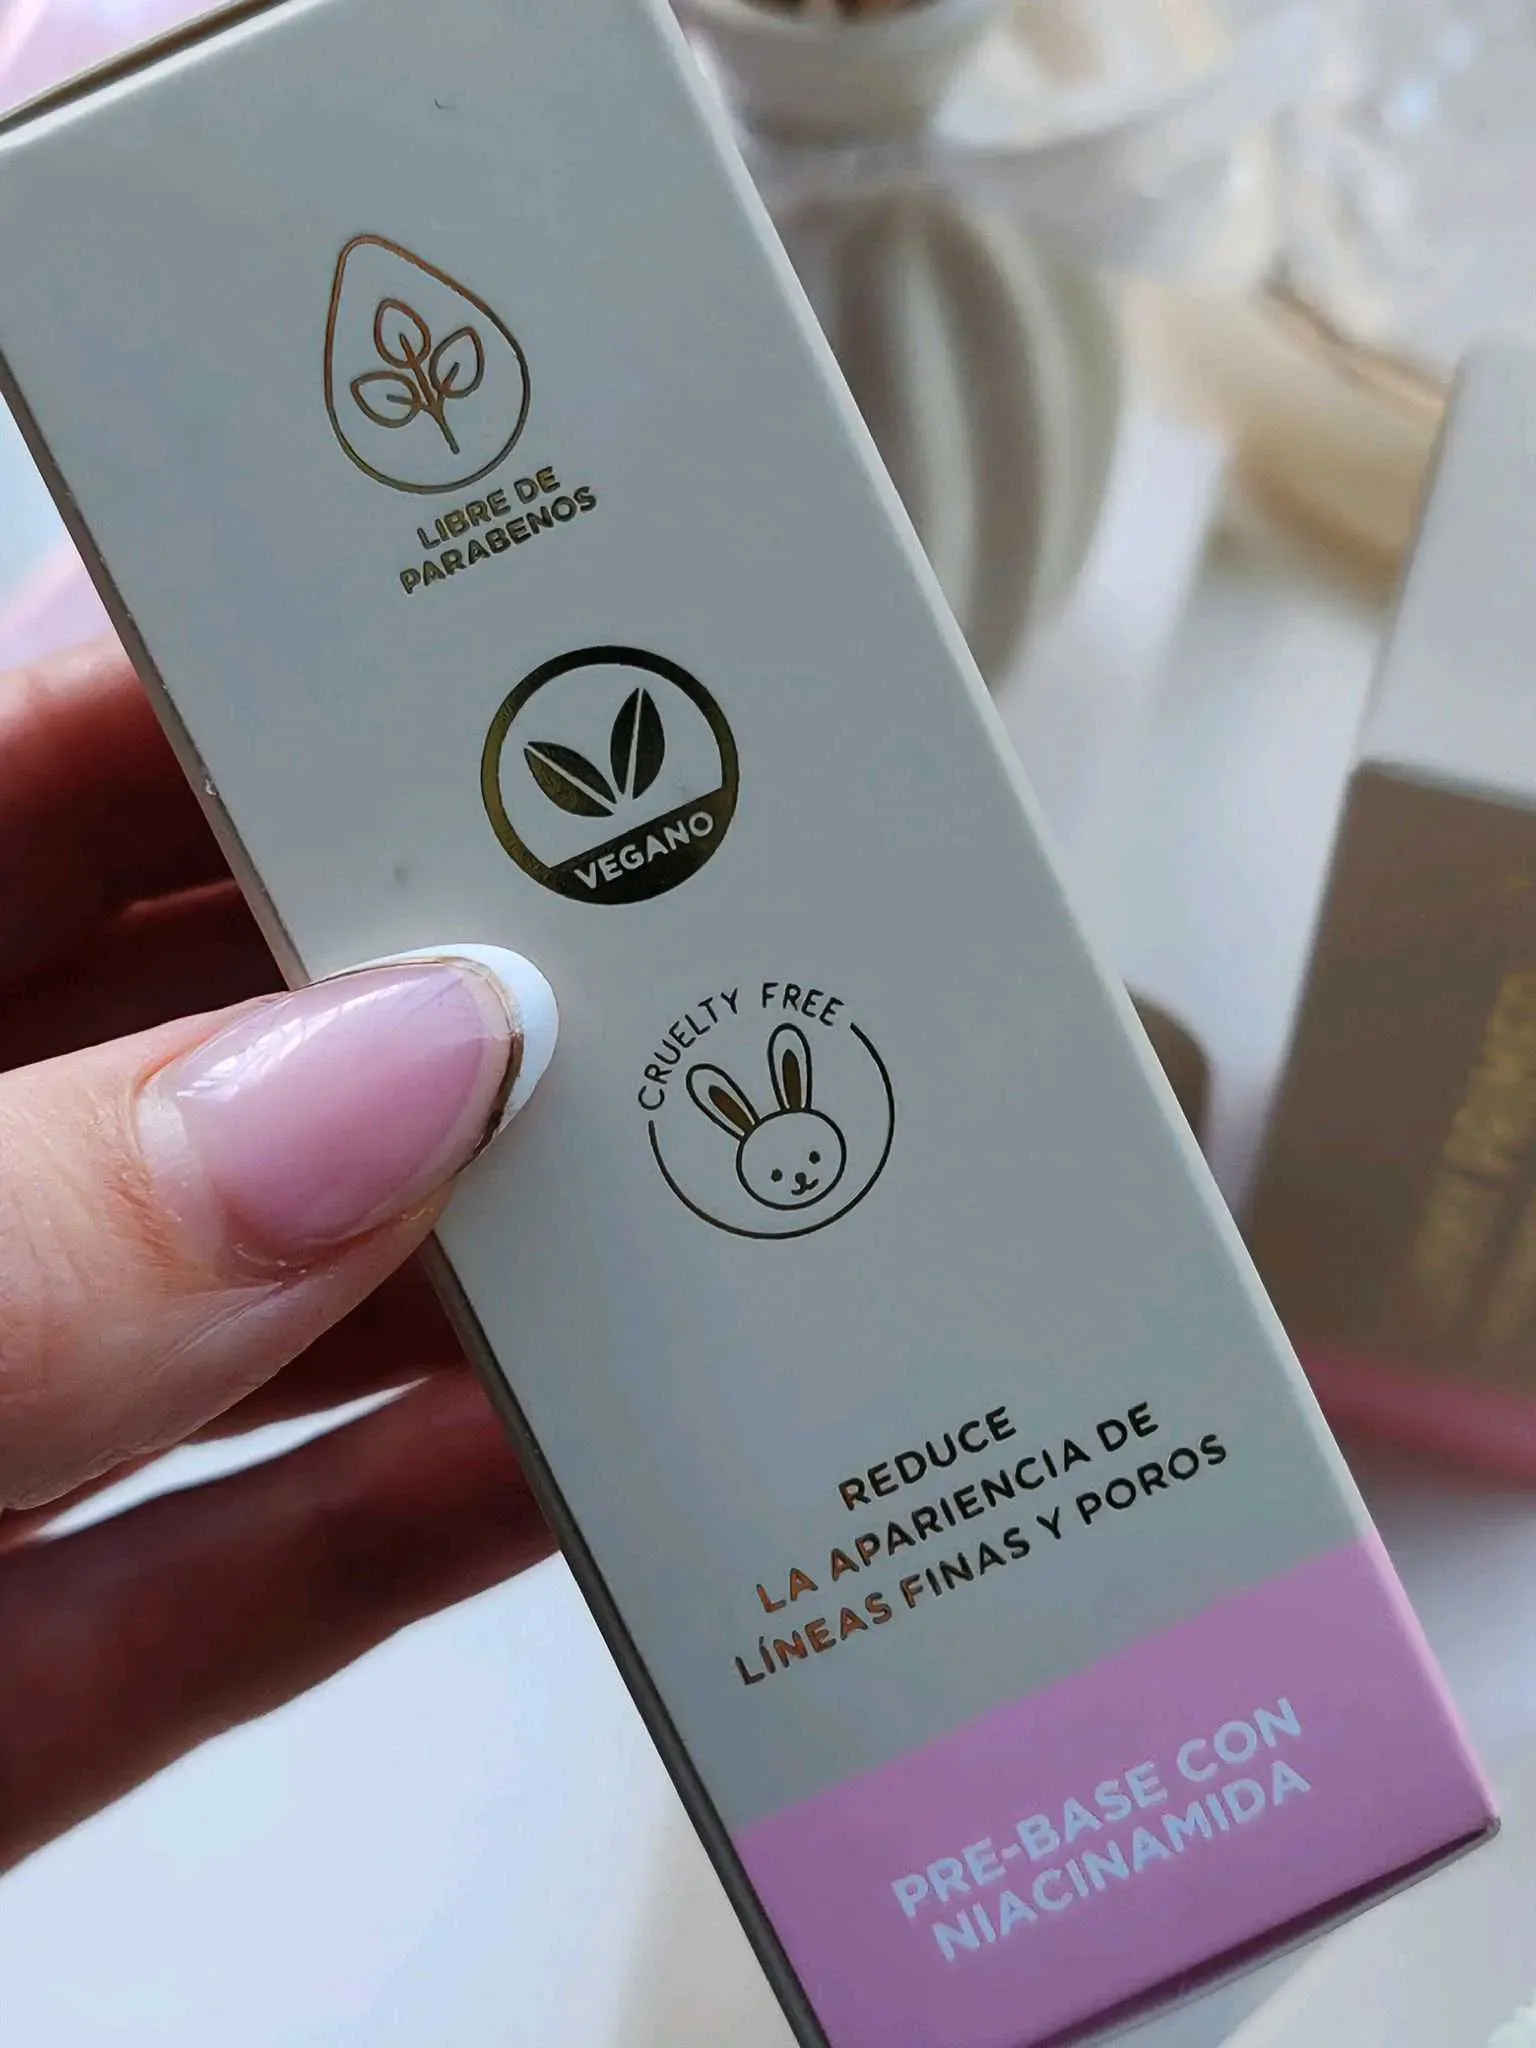 LIBRE DE
PARABENOS
VEGANO
CRUELTY FREE
REDUCE
LA APARIENCIA DE
LÍNEAS FINAS Y POROS
PRE-BASE CON
NIACINAMIDA